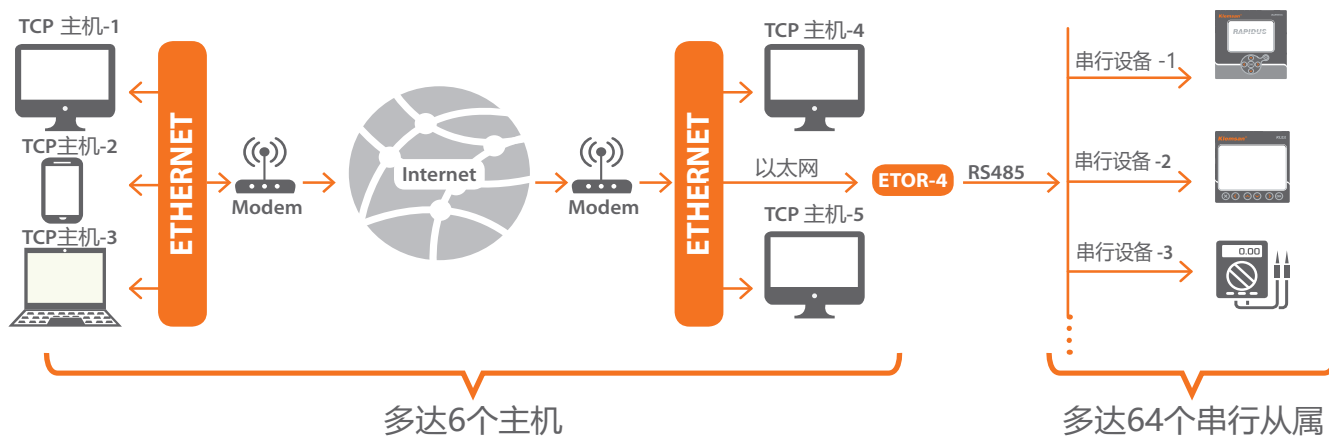 TCP 主机-1
TCP主机-2
TCP主机-3
ETHERNET
Modem
Internet
Modem
ETHERNET
TCP 主机-4
以太网
TCP 主机-5
ETOR-4
RS485
串行设备 -1
RAPIDUS
串行设备 -2
串行设备 -3
0.00
多达6个主机
多达64个串行从属